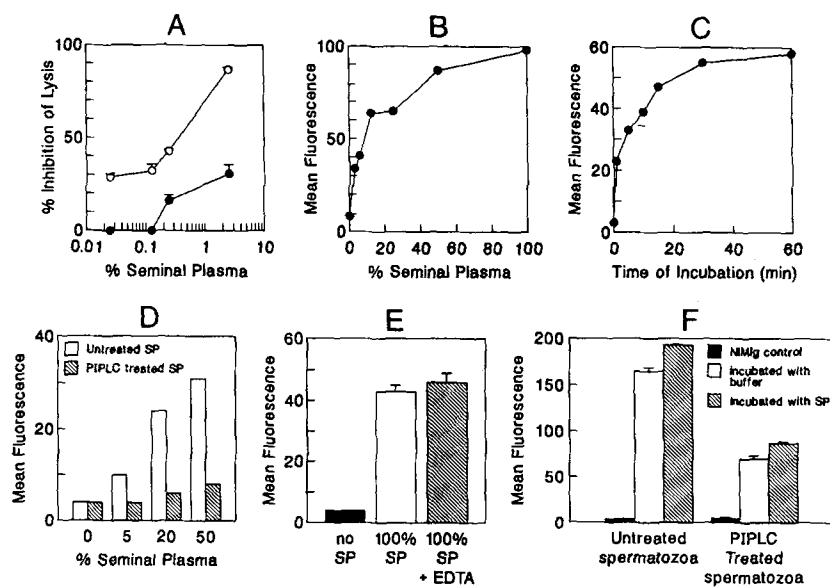 A
% Inhibition of Lysis
100
50
0
0.01
0.1
1
10
% Seminal Plasma
B
Mean Fluorescence
100
50
0
0
20
40
60
80
100
% Seminal Plasma
C
Mean Fluorescence
60
40
20
0
0
20
40
60
Time of Incubation (min)
D
Mean Fluorescence
40
20
0
Untreated SP
PIPLC treated SP
0
5
20
50
% Seminal Plasma
E
Mean Fluorescence
60
40
20
0
no
SP
100%
SP
100%
SP
+ EDTA
F
Mean Fluorescence
200
150
100
50
0
NIMIg control
Incubated with
buffer
Incubated with SP
Untreated
spermatozoa
PIPLC
Treated
spermatozoa